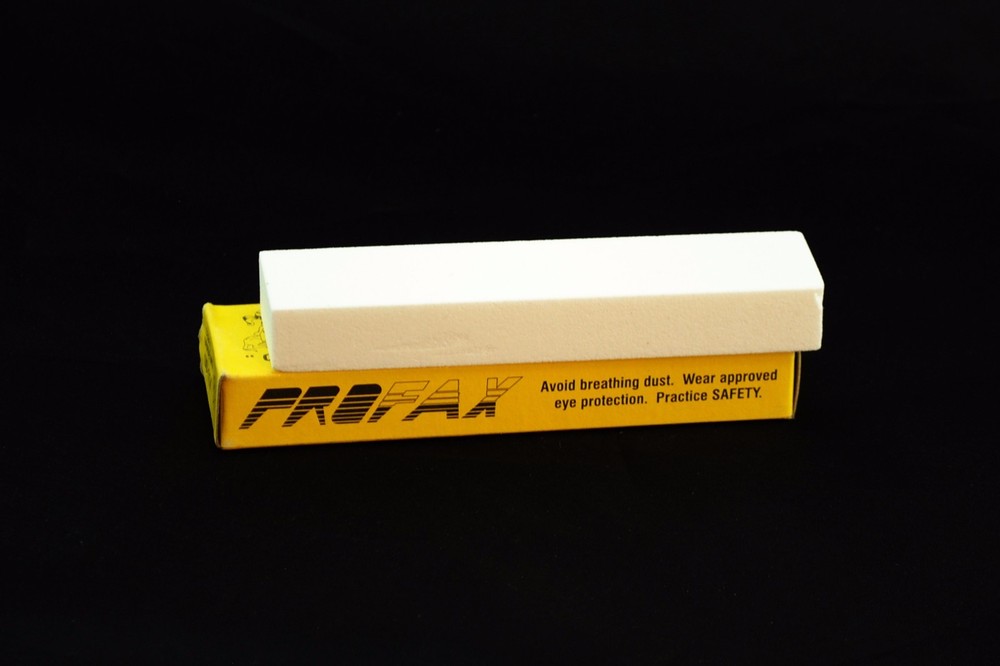 PROFAX
Avoid breathing dust. Wear approved
eye protection. Practice SAFETY.